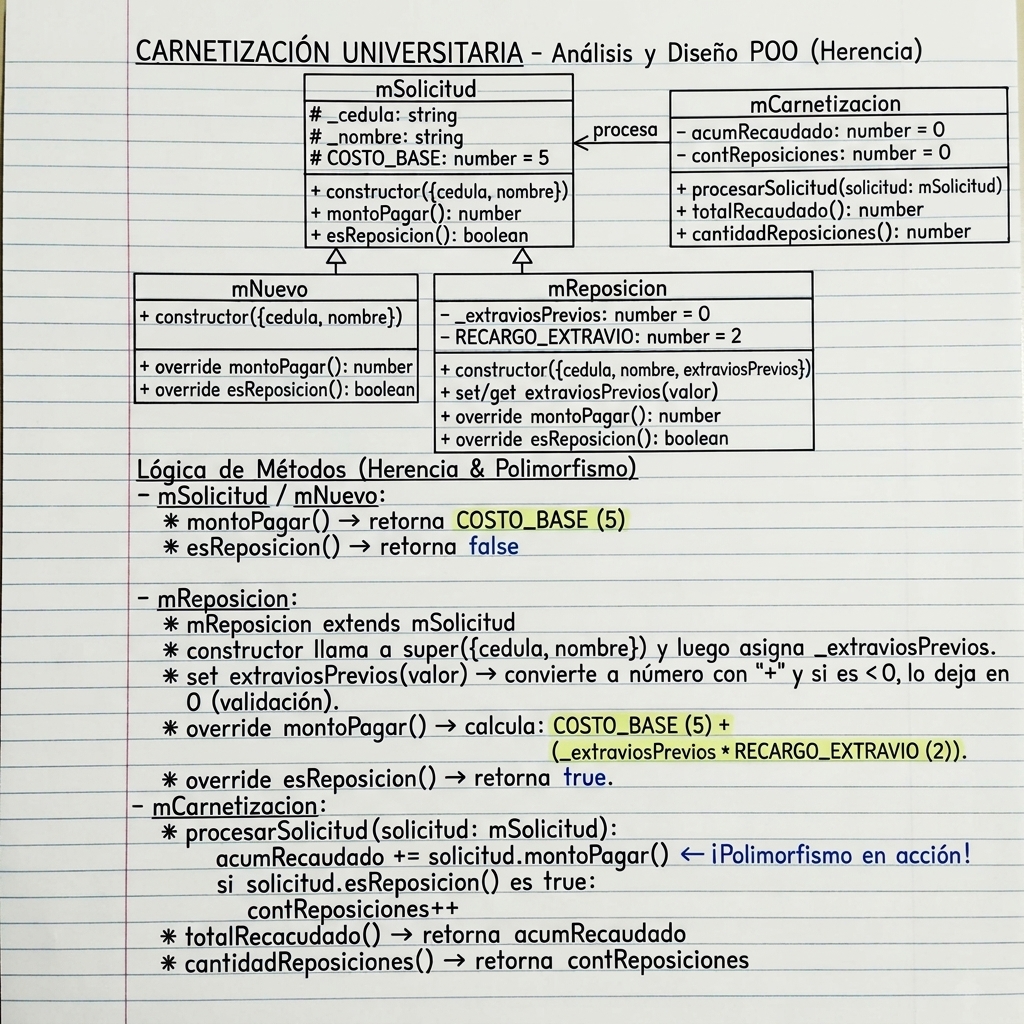 CARNETIZACIÓN UNIVERSITARIA - Análisis y Diseño POO (Herencia)
mSolicitud
# _cedula: string
# _nombre: string
# COSTO_BASE: number = 5
+ constructor({cedula, nombre})
+ montoPagar(): number
+ esReposicion(): boolean
procesa
mCarnetizacion
- acumRecaudado: number = 0
- contReposiciones: number = 0
+ procesarSolicitud(solicitud: mSolicitud)
+ totalRecaudado(): number
+ cantidadReposiciones(): number
mNuevo
+ constructor({cedula, nombre})
+ override montoPagar(): number
+ override esReposicion(): boolean
mReposicion
- _extraviosPrevios: number = 0
- RECARGO_EXTRAVIO: number = 2
+ constructor({cedula, nombre, extraviosPrevios})
+ set/get extraviosPrevios(valor)
+ override montoPagar(): number
+ override esReposicion(): boolean
Lógica de Métodos (Herencia & Polimorfismo)
- mSolicitud / mNuevo:
* montoPagar() → retorna COSTO_BASE (5)
* esReposicion() → retorna false
- mReposicion:
* mReposicion extends mSolicitud
* constructor llama a super({cedula, nombre}) y luego asigna _extraviosPrevios.
* set extraviosPrevios(valor) → convierte a número con "+" y si es < 0, lo deja en
0 (validación).
* override montoPagar() → calcula: COSTO_BASE (5) +
(_extraviosPrevios * RECARGO_EXTRAVIO (2)).
* override esReposicion() → retorna true.
- mCarnetizacion:
* procesarSolicitud(solicitud: mSolicitud):
acumRecaudado += solicitud.montoPagar() ← ¡Polimorfismo en acción!
si solicitud.esReposicion() es true:
contReposiciones++
* totalRecacudado() → retorna acumRecaudado
* cantidadReposiciones() → retorna contReposiciones